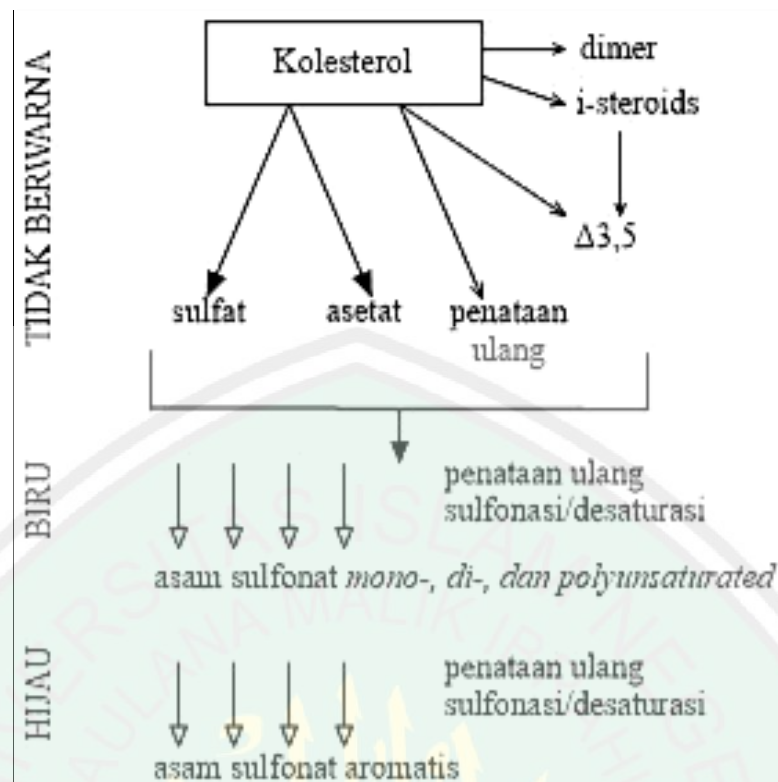 TIDAK BERWARNA
Kolesterol
dimer
i-steroids
Δ3,5
sulfat
asetat
penataan
ulang
BIRU
penataan ulang
sulfonasi/desaturasi
asam sulfonat mono-, di-, dan polyunsaturated
HIJAU
penataan ulang
sulfonasi/desaturasi
asam sulfonat aromatis